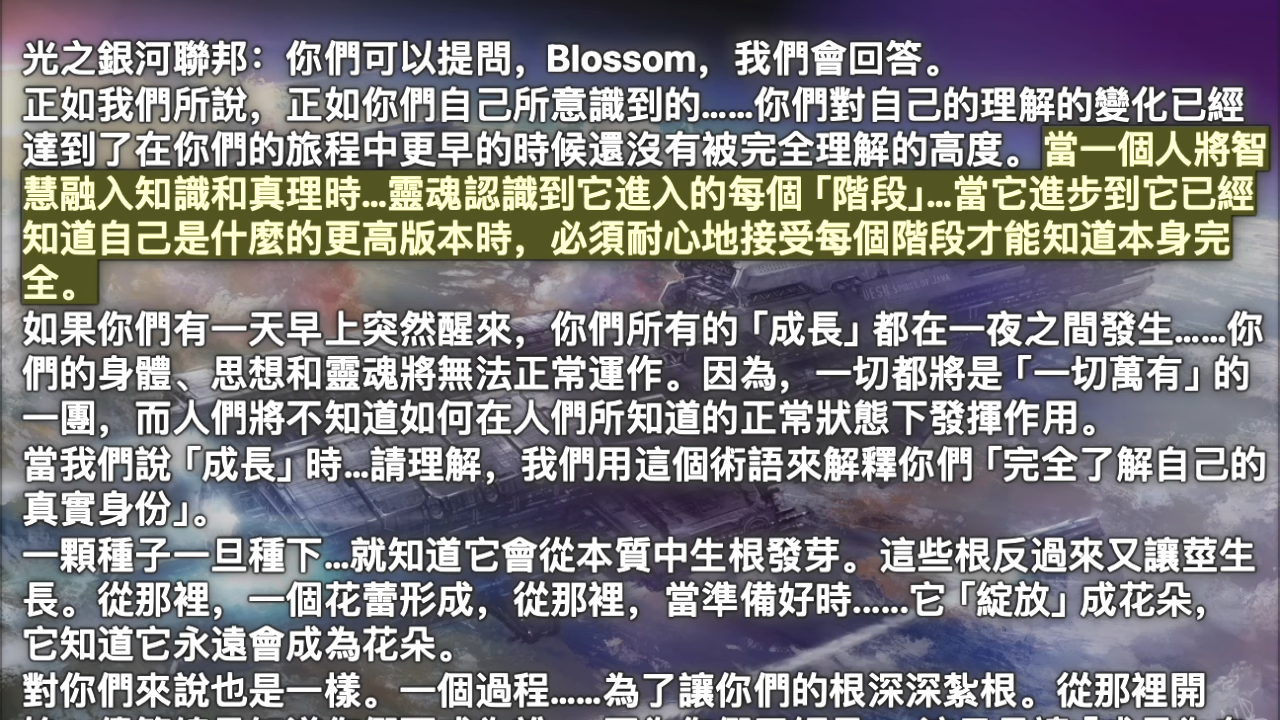 光之銀河聯邦：你們可以提問，Blossom，我們會回答。
正如我們所說，正如你們自己所意識到的……你們對自己的理解的變化已經
達到了在你們的旅程中更早的時候還沒有被完全理解的高度。當一個人將智
慧融入知識和真理時…靈魂認識到它進入的每個「階段」…當它進步到它已經
知道自己是什麼的更高版本時，必須耐心地接受每個階段才能知道本身完
全。
如果你們有一天早上突然醒來，你們所有的「成長」都在一夜之間發生……你
們的身體、思想和靈魂將無法正常運作。因為，一切都將是「一切萬有」的
一團，而人們將不知道如何在人們所知道的正常狀態下發揮作用。
當我們說「成長」時…請理解，我們用這個術語來解釋你們「完全了解自己的
真實身份」。
一顆種子一旦種下…就知道它會從本質中生根發芽。這些根反過來又讓莖生
長。從那裡，一個花蕾形成，從那裡，當準備好時……它「綻放」成花朵，
它知道它永遠會成為花朵。
對你們來說也是一樣。一個過程……為了讓你們的根深深紮根。從那裡開